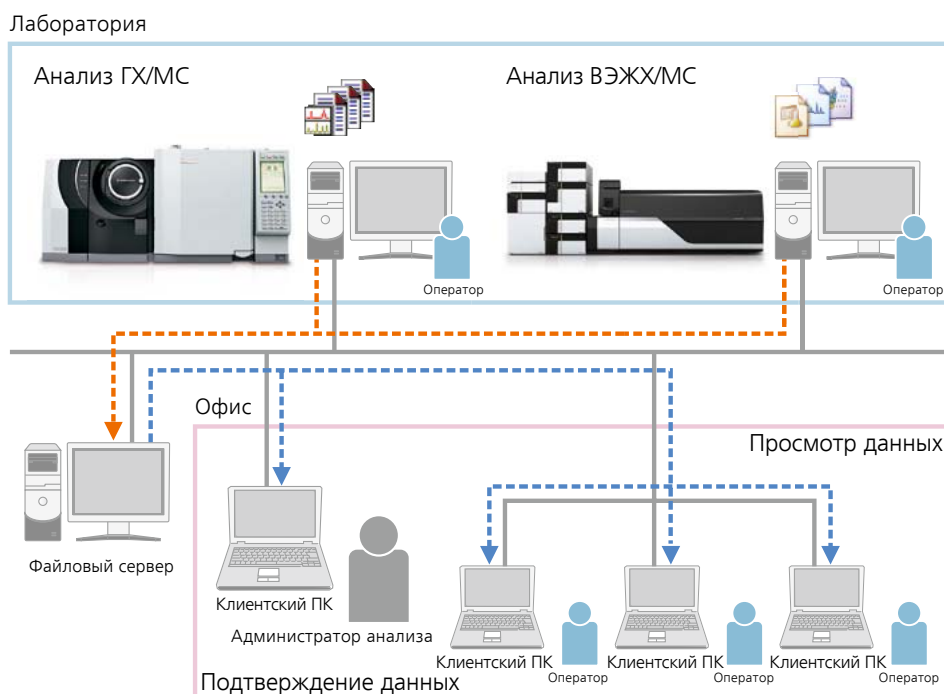 Лаборатория
Анализ ГХ/МС
Анализ ВЭЖХ/МС
Оператор
Оператор
Офис
Просмотр данных
Файловый сервер
Клиентский ПК
Администратор анализа
Клиентский ПК
Оператор
Клиентский ПК
Оператор
Клиентский ПК
Оператор
Подтверждение данных